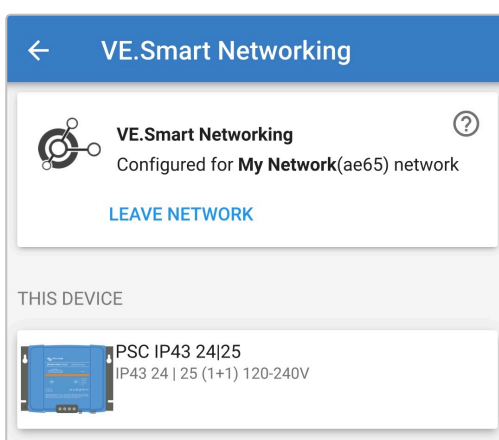 VE.Smart Networking
VE.Smart Networking
Configured for My Network(ae65) network
LEAVE NETWORK
THIS DEVICE
PSC IP43 24|25
IP43 24 | 25 (1+1) 120-240V